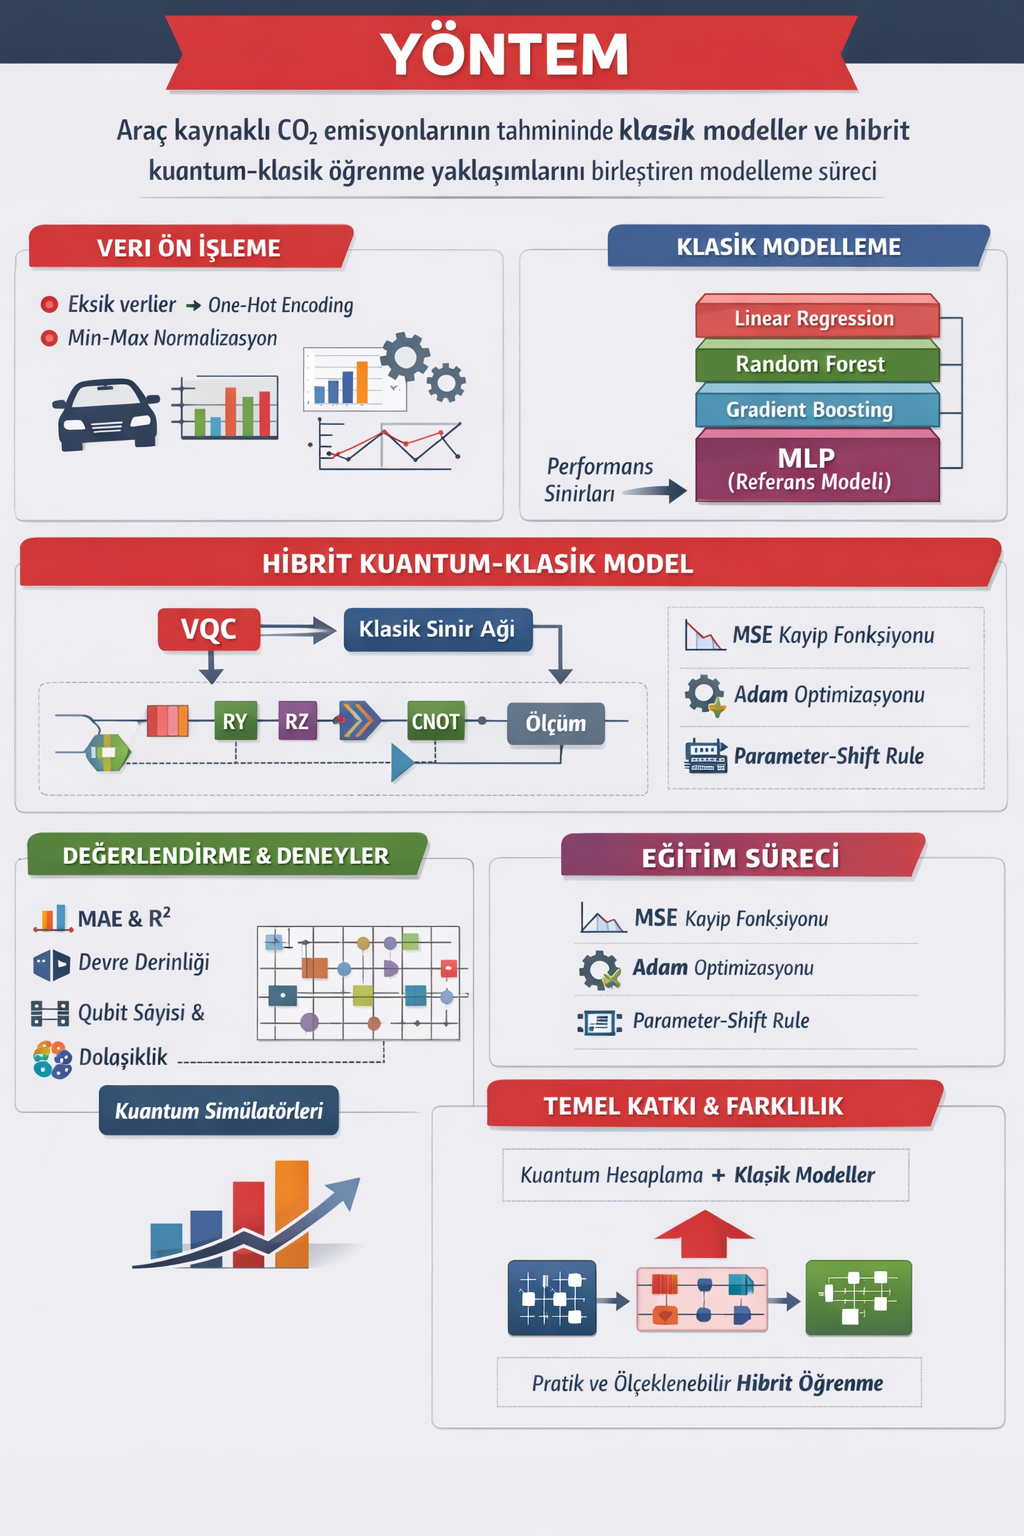 YÖNTEM
Araç kaynaklı CO₂ emisyonlarının tahmininde klasik modeller ve hibrit
kuantum-klasik öğrenme yaklaşımlarını birleştiren modelleme süreci
VERI ÖN İŞLEME
Eksik verlier → One-Hot Encoding
Min-Max Normalizasyon
KLASİK MODELLEME
Linear Regression
Random Forest
Gradient Boosting
MLP
(Referans Modeli)
Performans
Sinirları
HİBRİT KUANTUM-KLASİK MODEL
VQC
Klasik Sinir Aği
RY
RZ
CNOT
Ölçüm
MSE Kayip Fonkşiyonu
Adam Optimizaşyonu
Parameter-Shift Rule
DEĞERLENDİRME & DENEYLER
MAE & R²
Devre Derinliği
Qubit Sáyisi &
Dolaşiklik
Kuantum Siműlatörleri
EĞİTİM SÜRECİ
MSE Kayip Fonkşiyonu
Adam Optimizasyonu
Parameter-Shift Rule
TEMEL KATKI & FARKLILIK
Kuantum Hesaplama + Klaşik Modeller
Pratik ve Ölçeklenebilir Hibrit Öğrenme